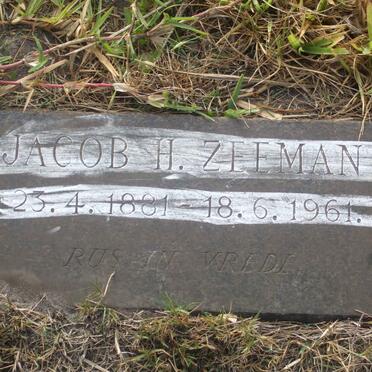 JACOB H. ZEEMAN
23.4.1881 - 18.6.1961.
RUS IN VREDE